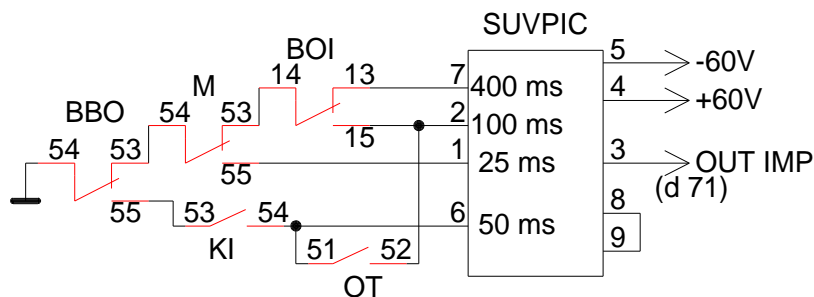 SUVPIC
BOI
5
-60V
14
13
7
400 ms
M
4
+60V
BBO
54
53
2
100 ms
15
54
53
1
25 ms
3
OUT IMP
(d 71)
55
55
53
54
6
50 ms
8
KI
9
51
52
OT